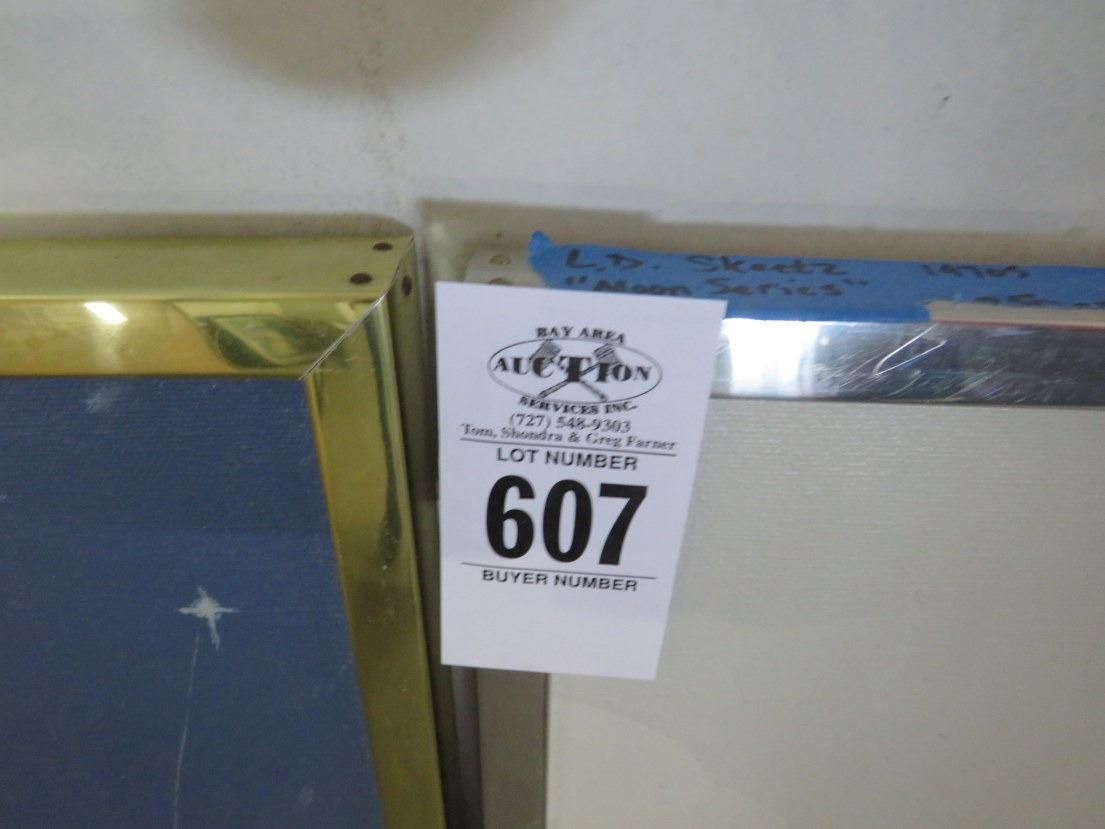 L.D. Skeetz 1970s
"Moon Series"
BAY AREA
AUCTION
SERVICES INC.
(727) 548-9303
Tom, Shondra & Greg Farner
LOT NUMBER
607
BUYER NUMBER